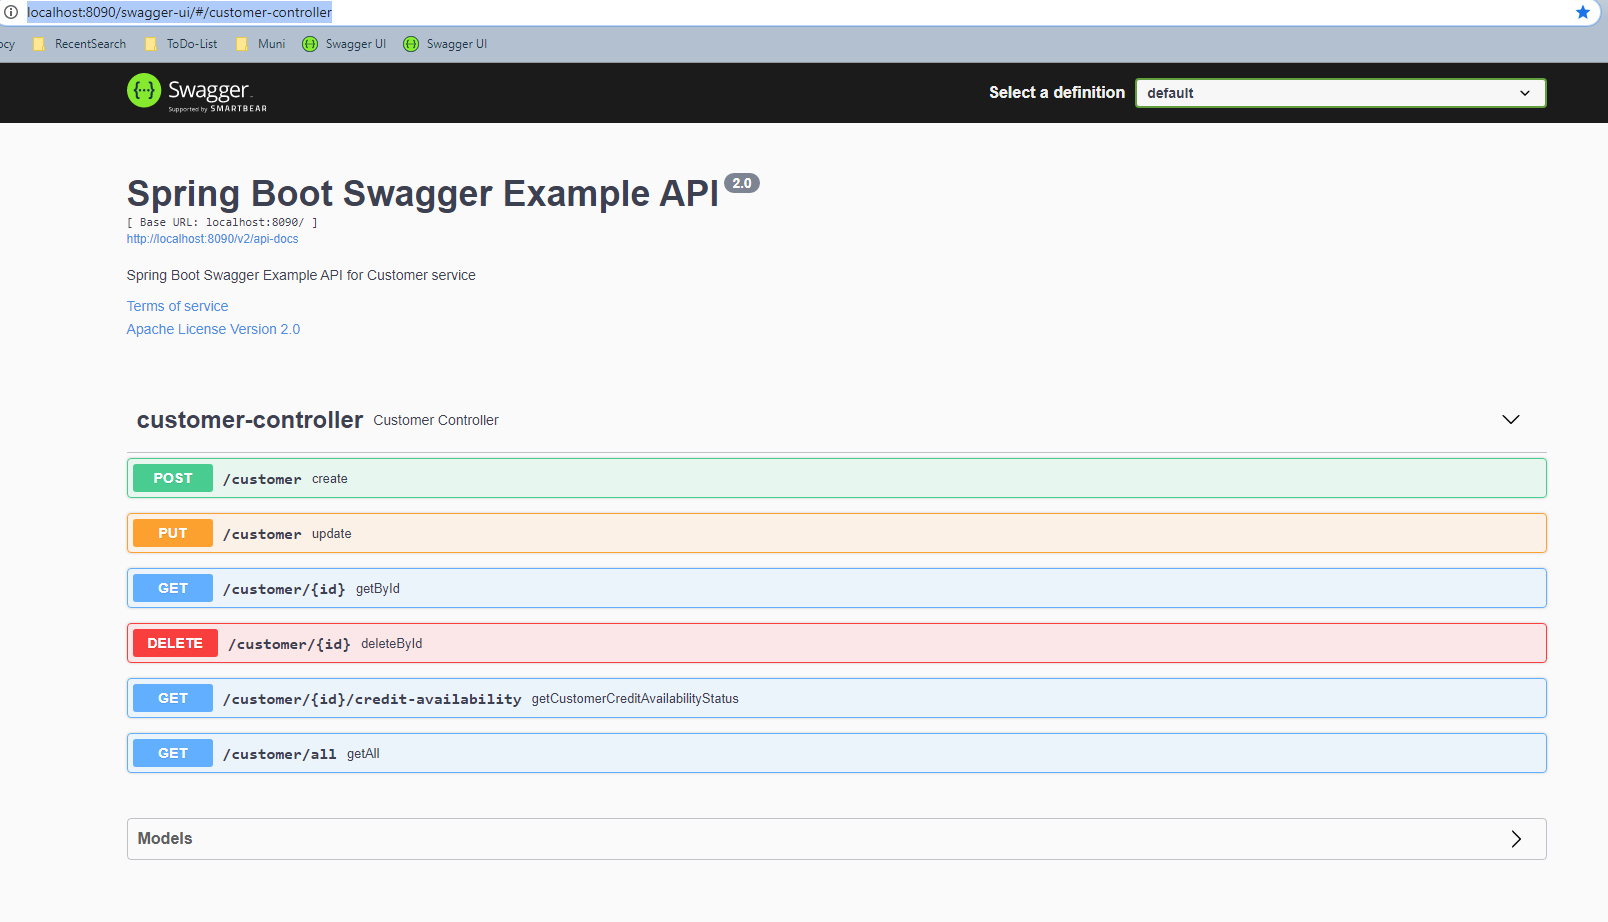 localhost:8090/swagger-ui/#/customer-controller
RecentSearch ToDo-List Muni Swagger UI Swagger UI
Swagger.
Supported by SMARTBEAR
Select a definition default
Spring Boot Swagger Example API 2.0
[ Base URL: localhost:8090/ ]
http://localhost:8090/v2/api-docs
Spring Boot Swagger Example API for Customer service
Terms of service
Apache License Version 2.0
customer-controller Customer Controller
POST /customer create
PUT /customer update
GET /customer/{id} getById
DELETE /customer/{id} deleteById
GET /customer/{id}/credit-availability getCustomerCreditAvailabilityStatus
GET /customer/all getAll
Models